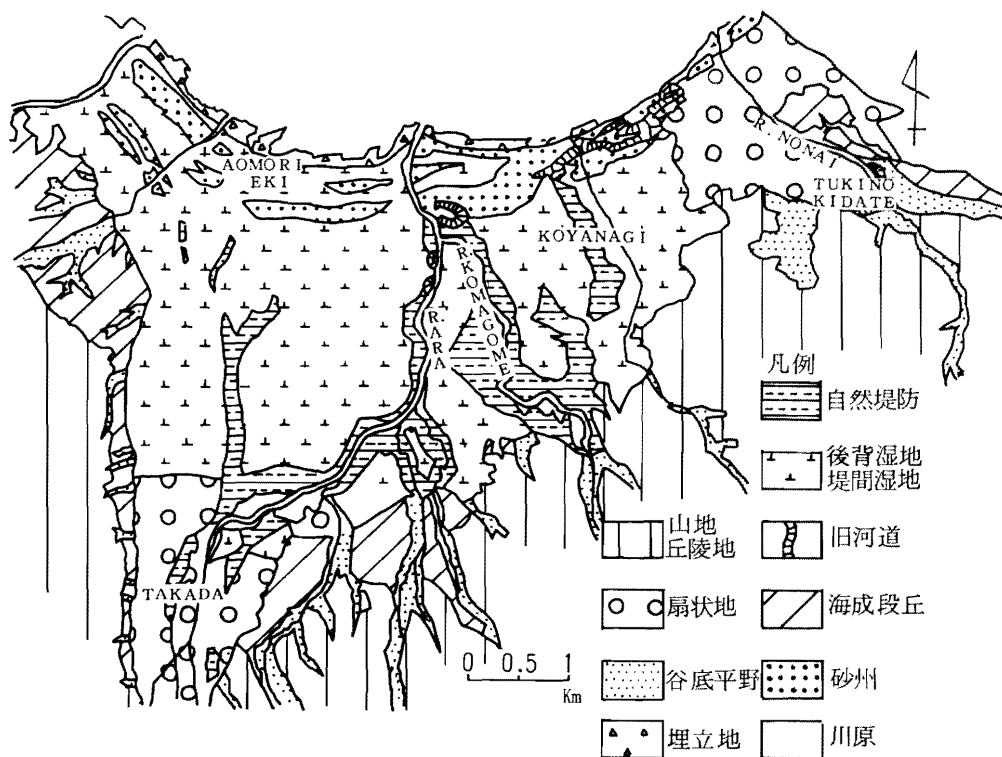 AOMORI
EKI
R. NONAI
TUKINO
KIDATE
KOYANAGI
R.KOMAGOME
R.ARA
TAKADA
凡例
自然堤防
後背湿地
堤間湿地
山地
丘陵地
旧河道
扇状地
海成段丘
谷底平野
砂州
埋立地
川原
0 0.5 1
Km